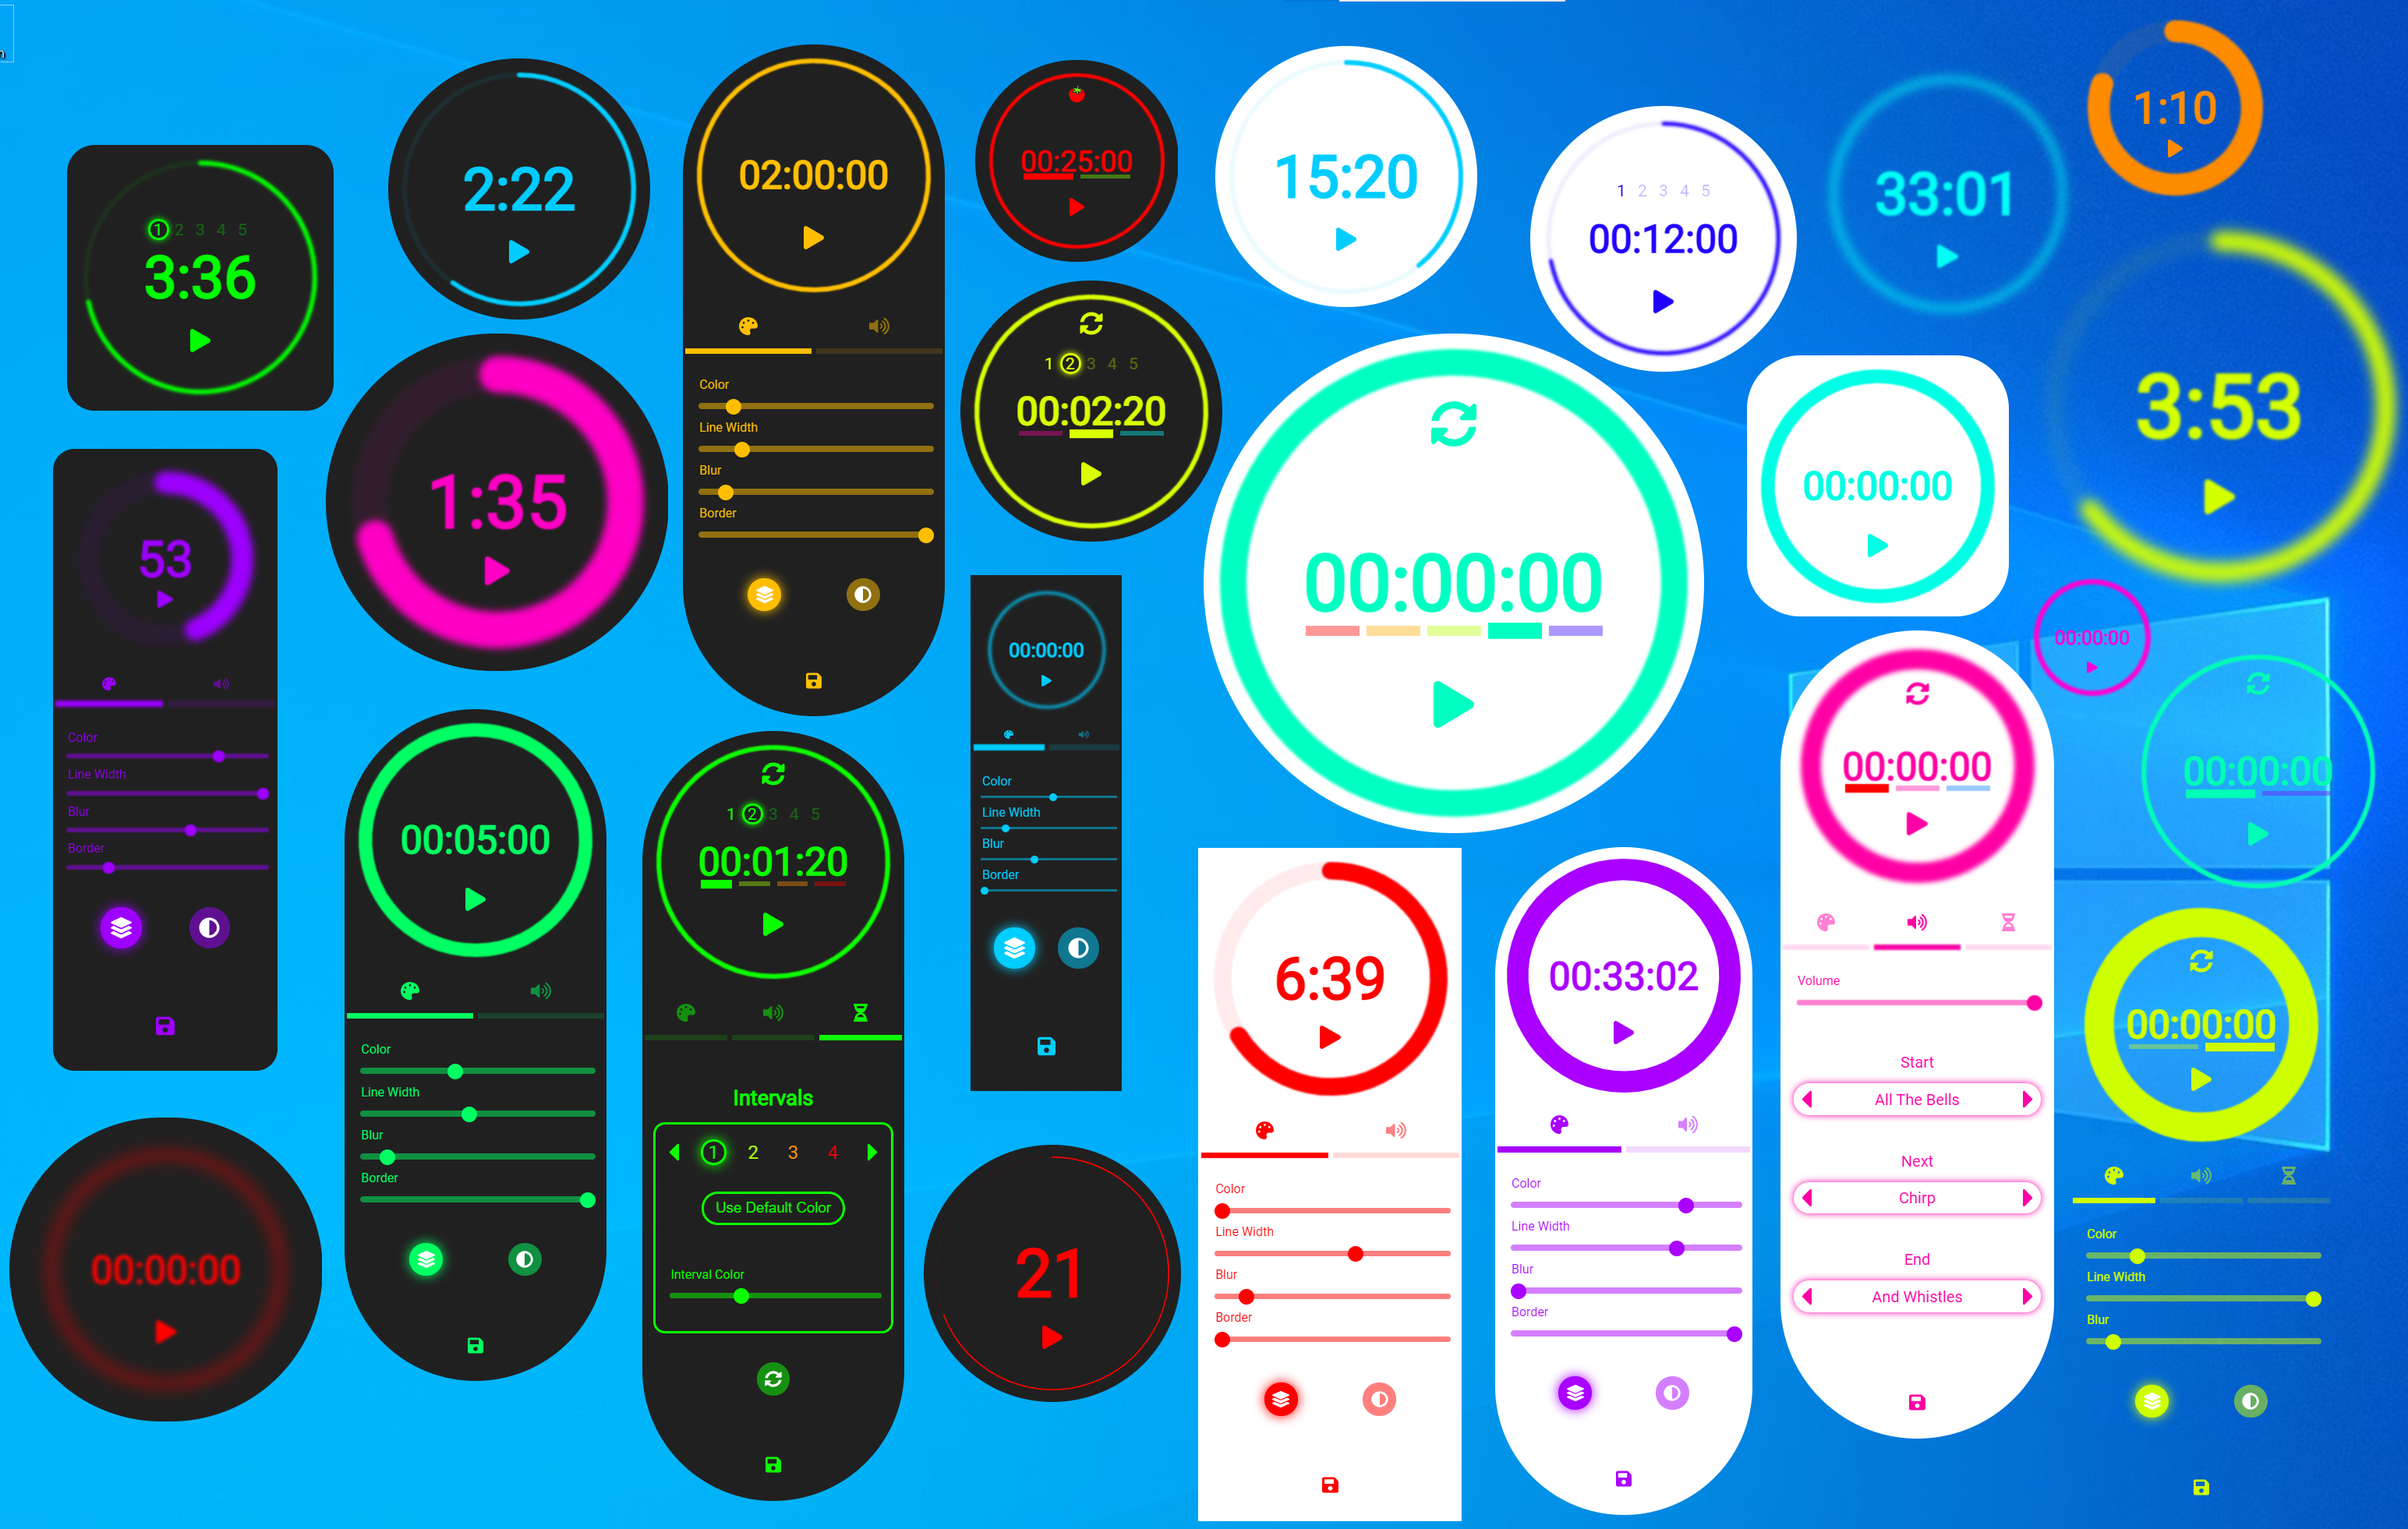 1 2 3 4 5
3:36
2:22
02:00:00
Color
Line Width
Blur
Border
00:25:00
15:20
1 2 3 4 5
00:12:00
33:01
1:10
1:35
1 2 3 4 5
00:02:20
00:00:00
00:00:00
3:53
53
Color
Line Width
Blur
Border
00:05:00
Color
Line Width
Blur
Border
1 2 3 4 5
00:01:20
Intervals
1 2 3 4
Use Default Color
Interval Color
00:00:00
Color
Line Width
Blur
Border
00:00:00
21
6:39
Color
Line Width
Blur
Border
00:33:02
Color
Line Width
Blur
Border
00:00:00
Volume
Start
All The Bells
Next
Chirp
End
And Whistles
00:00:00
00:00:00
00:00:00
Color
Line Width
Blur